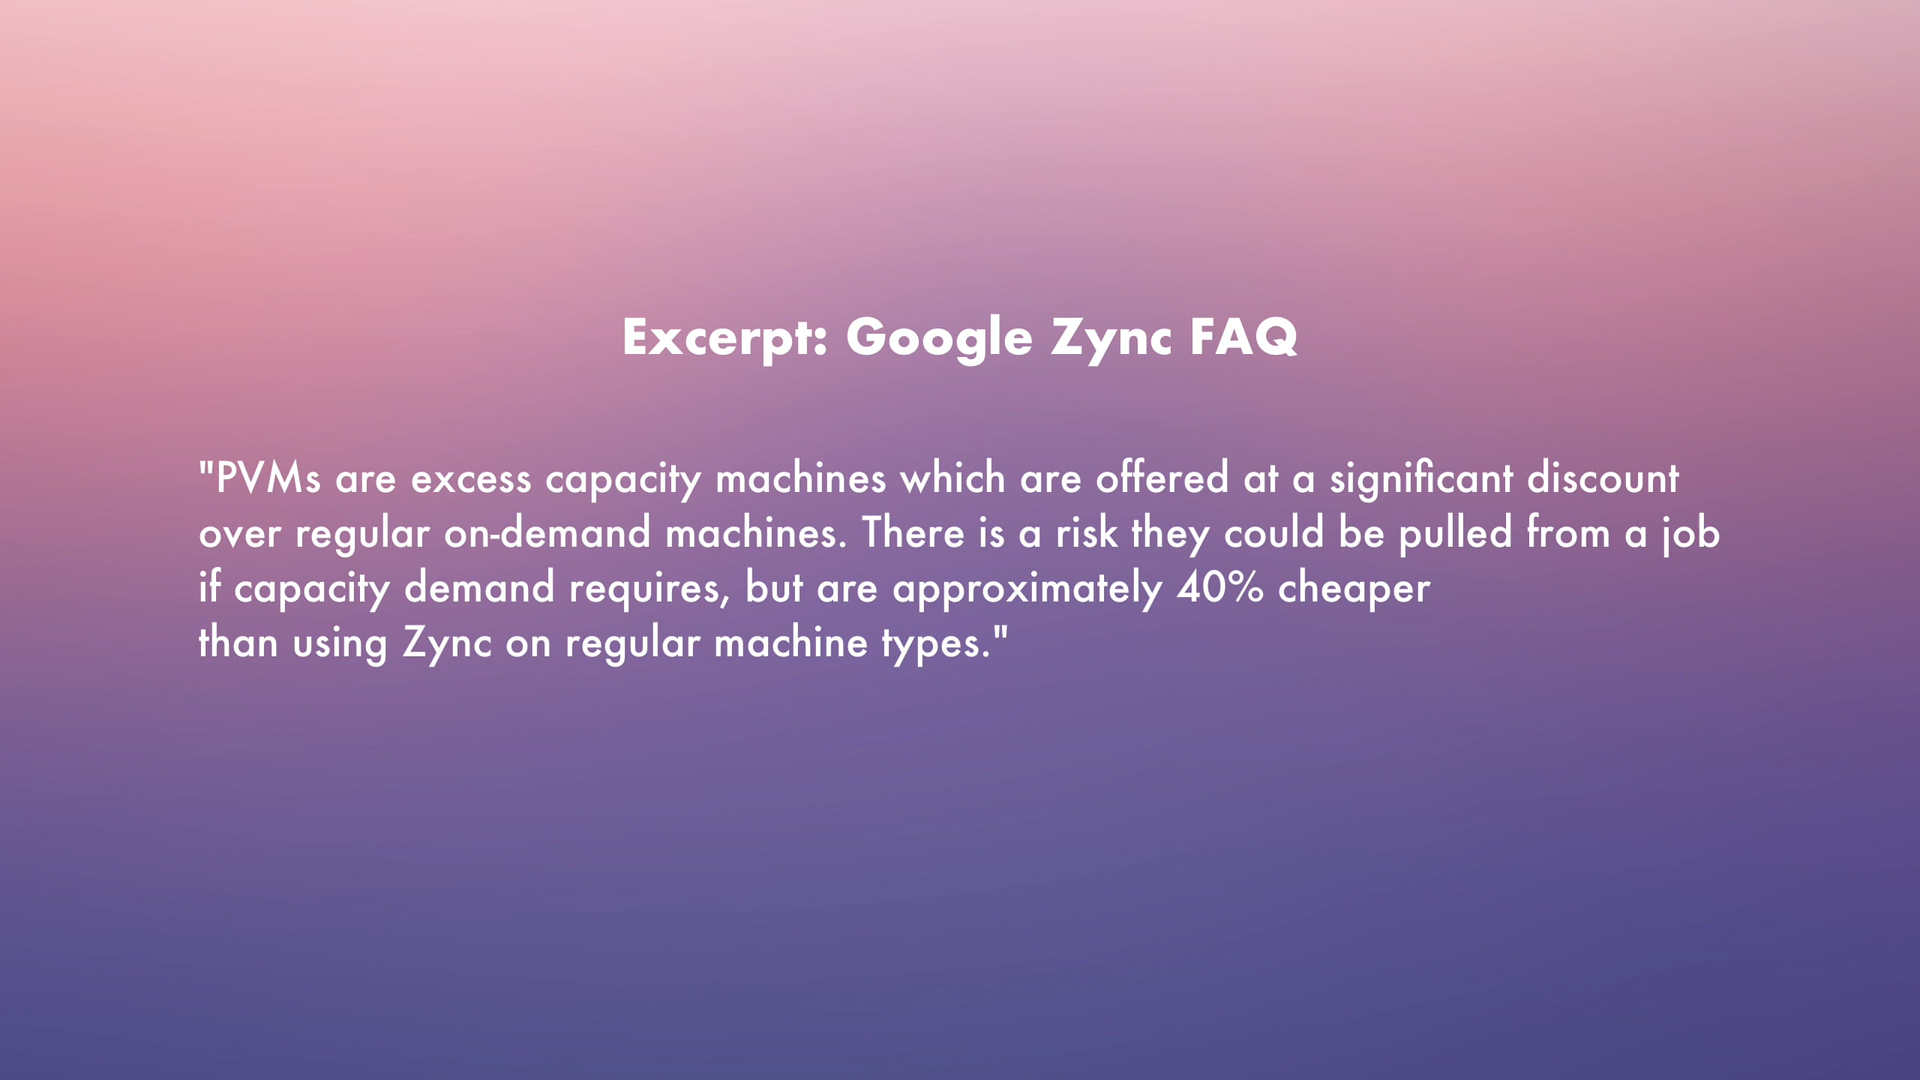 Excerpt: Google Zync FAQ
"PVMs are excess capacity machines which are offered at a significant discount
over regular on-demand machines. There is a risk they could be pulled from a job
if capacity demand requires, but are approximately 40% cheaper
than using Zync on regular machine types."